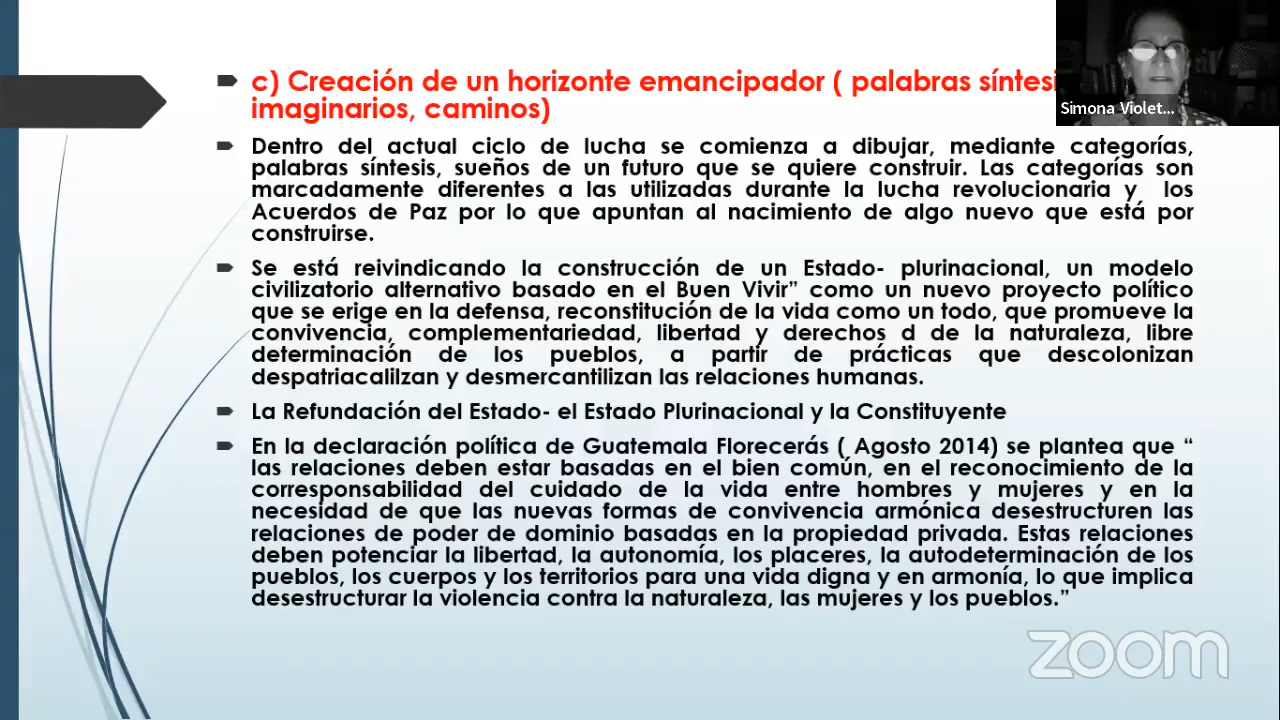 c) Creación de un horizonte emancipador ( palabras síntesi
imaginarios, caminos)
Simona Violet...
Dentro del actual ciclo de lucha se comienza a dibujar, mediante categorías,
palabras síntesis, sueños de un futuro que se quiere construir. Las categorías son
marcadamente diferentes a las utilizadas durante la lucha revolucionaria y los
Acuerdos de Paz por lo que apuntan al nacimiento de algo nuevo que está por
construirse.
Se está reivindicando la construcción de un Estado- plurinacional, un modelo
civilizatorio alternativo basado en el Buen Vivir” como un nuevo proyecto político
que se erige en la defensa, reconstitución de la vida como un todo, que promueve la
convivencia, complementariedad, libertad y derechos d de la naturaleza, libre
determinación de los pueblos, a partir de prácticas que descolonizan
despatriacalilzan y desmercantilizan las relaciones humanas.
La Refundación del Estado- el Estado Plurinacional y la Constituyente
En la declaración política de Guatemala Florecerás ( Agosto 2014) se plantea que “
las relaciones deben estar basadas en el bien común, en el reconocimiento de la
corresponsabilidad del cuidado de la vida entre hombres y mujeres y en la
necesidad de que las nuevas formas de convivencia armónica desestructuren las
relaciones de poder de dominio basadas en la propiedad privada. Estas relaciones
deben potenciar la libertad, la autonomía, los placeres, la autodeterminación de los
pueblos, los cuerpos y los territorios para una vida digna y en armonía, lo que implica
desestructurar la violencia contra la naturaleza, las mujeres y los pueblos.”
zoom